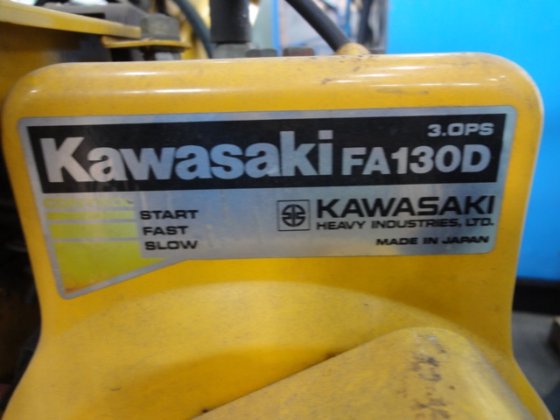 3.0PS
Kawasaki FA130D
START
FAST
SLOW
KAWASAKI
HEAVY INDUSTRIES, LTD.
MADE IN JAPAN